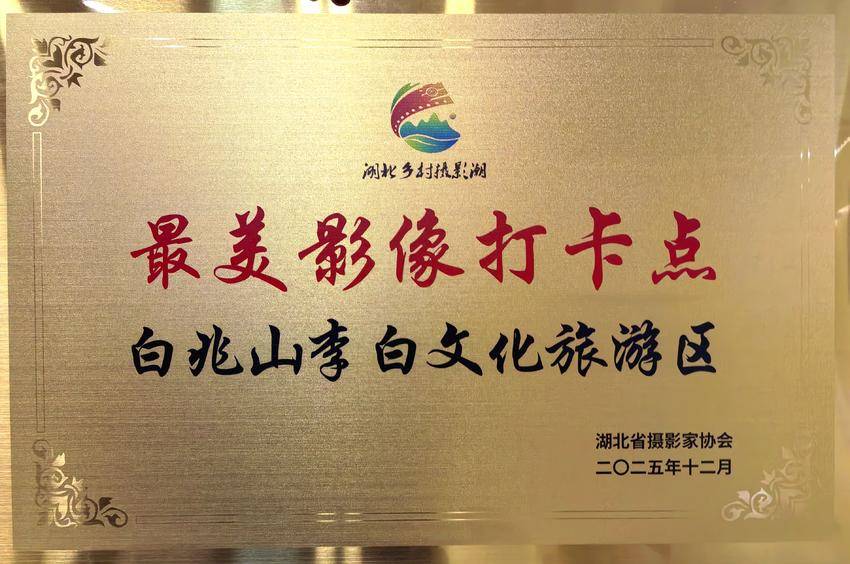 湖北乡村摄影湖
最美影像打卡点
白兆山李白文化旅游区
湖北省摄影家协会
二〇二五年十二月